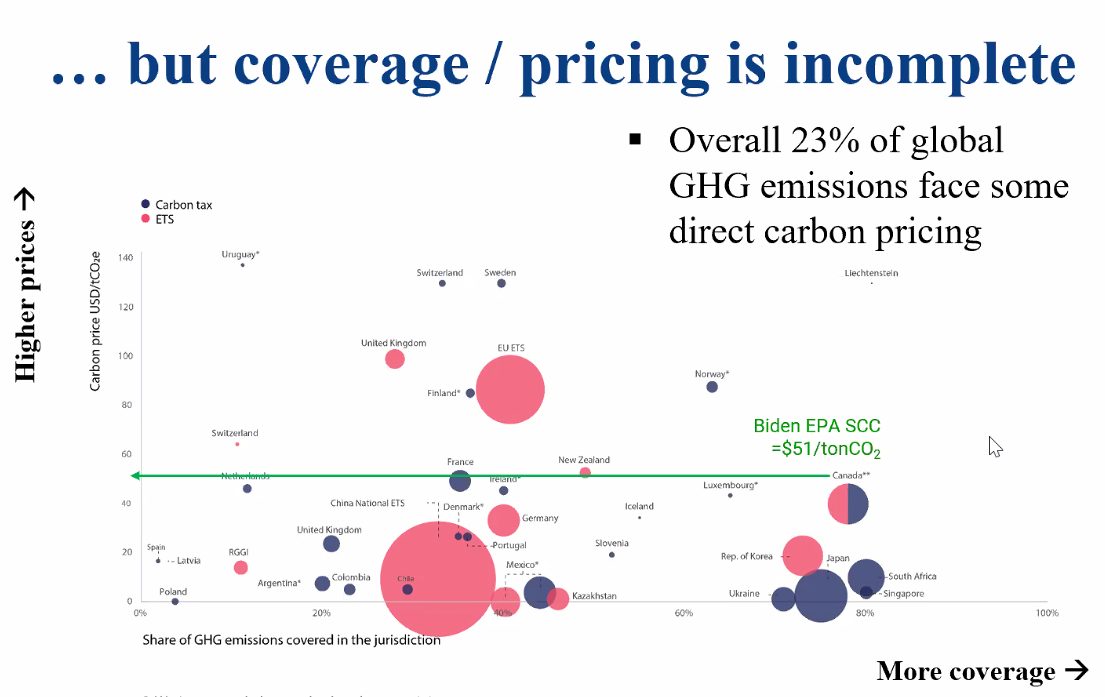 … but coverage / pricing is incomplete
▪ Overall 23% of global
GHG emissions face some
direct carbon pricing
Higher prices →
Carbon tax
ETS
Carbon price USD/tCO₂e
140
120
100
80
60
40
20
0
Uruguay*
Switzerland
Sweden
Liechtenstein
United Kingdom
EU ETS
Finland*
Norway*
Biden EPA SCC
=$51/tonCO₂
Switzerland
France
New Zealand
Netherlands
Ireland*
Canada**
Luxembourg*
China National ETS
Denmark*
Iceland
Germany
United Kingdom
Portugal
Slovenia
Spain
Latvia
RGGI
Rep. of Korea
Japan
Mexico*
Argentina*
Colombia
Chile
South Africa
Poland
Kazakhstan
Ukraine
Singapore
0%
20%
40%
60%
80%
100%
Share of GHG emissions covered in the jurisdiction
More coverage →